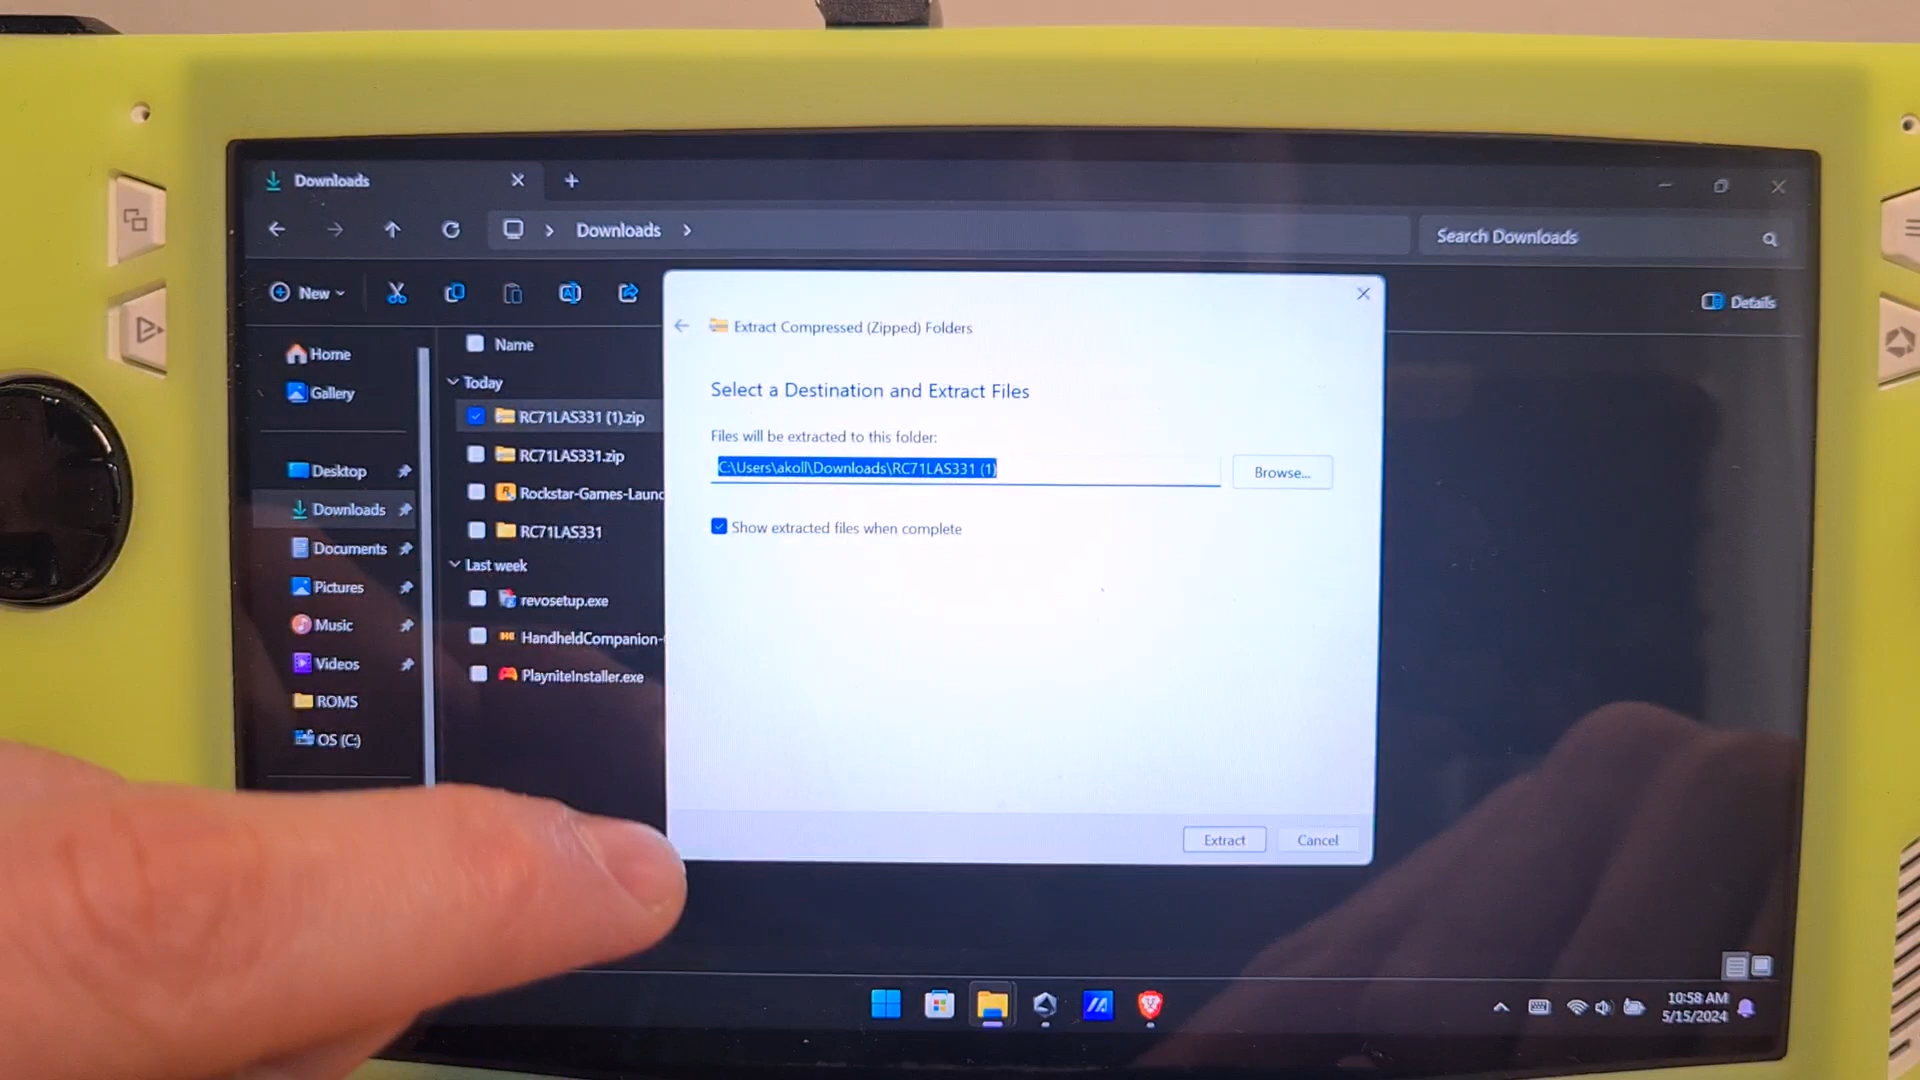 Downloads
Downloads
Search Downloads
New
Details
Home
Gallery
Desktop
Downloads
Documents
Pictures
Music
Videos
ROMS
OS (C:)
Name
Today
RC71LAS331 (1).zip
RC71LAS331.zip
Rockstar-Games-Launc
RC71LAS331
Last week
revosetup.exe
HandheldCompanion-
PlayniteInstaller.exe
Extract Compressed (Zipped) Folders
Select a Destination and Extract Files
Files will be extracted to this folder:
C:\Users\akoll\Downloads\RC71LAS331 (1)
Browse...
Show extracted files when complete
Extract
Cancel
10:58 AM
5/15/2024